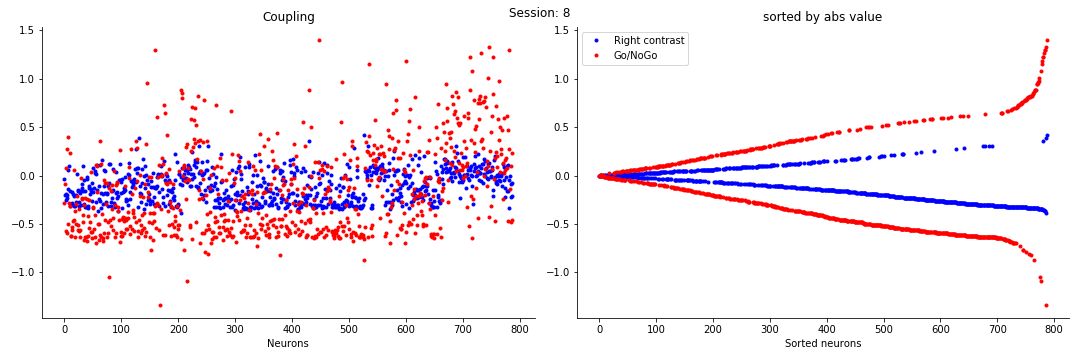 Session: 8
Coupling
sorted by abs value
1.5
1.0
0.5
0.0
−0.5
−1.0
0 100 200 300 400 500 600 700 800
Neurons
1.5
1.0
0.5
0.0
−0.5
−1.0
Right contrast
Go/NoGo
0 100 200 300 400 500 600 700 800
Sorted neurons